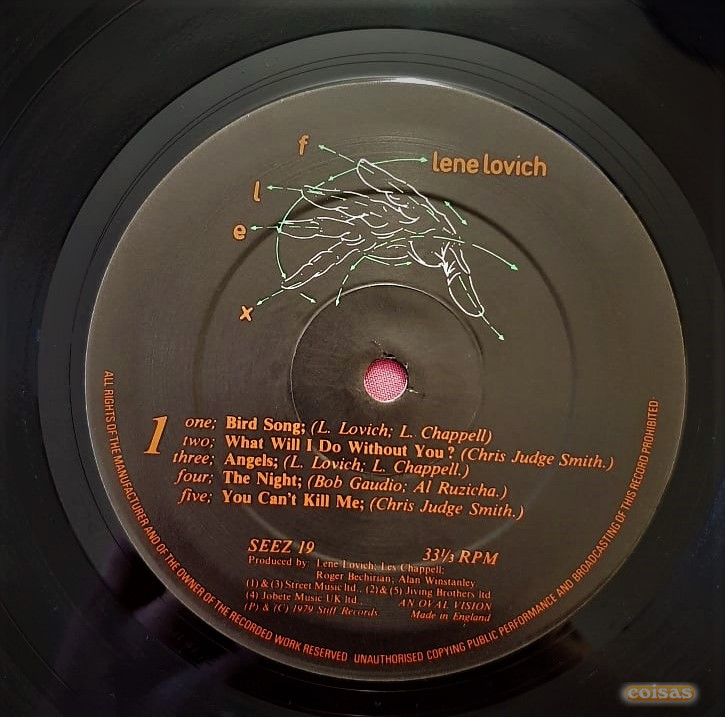 f
lene lovich
l
e
x
1
one; Bird Song; (L. Lovich; L. Chappell)
two; What Will I Do Without You? (Chris Judge Smith.)
three; Angels; (L. Lovich; L. Chappell.)
four; The Night; (Bob Gaudio; Al Ruzicha.)
five; You Can't Kill Me; (Chris Judge Smith.)
SEEZ 19 33⅓ RPM
Produced by: Lene Lovich; Les Chappell;
Roger Bechirian; Alan Winstanley
(1) & (3) Street Music ltd., (2) & (5) Jiving Brothers ltd
(4) Jobete Music UK ltd. AN OVAL VISION
(P) & (C) 1979 Stiff Records. Made in England
ALL RIGHTS OF THE MANUFACTURER AND OF THE OWNER OF THE RECORDED WORK RESERVED UNAUTHORISED COPYING PUBLIC PERFORMANCE AND BROADCASTING OF THIS RECORD PROHIBITED
coisas